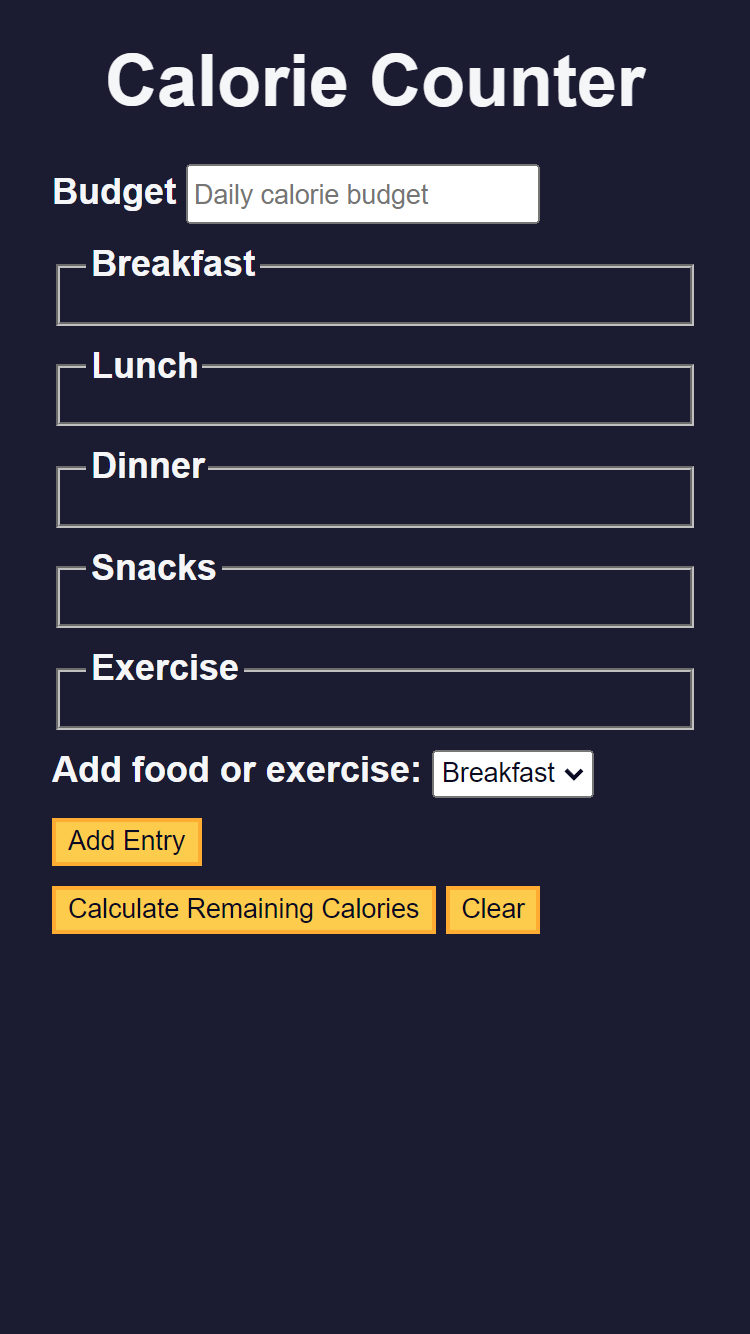 Calorie Counter
Budget Daily calorie budget
Breakfast
Lunch
Dinner
Snacks
Exercise
Add food or exercise: Breakfast
Add Entry
Calculate Remaining Calories Clear